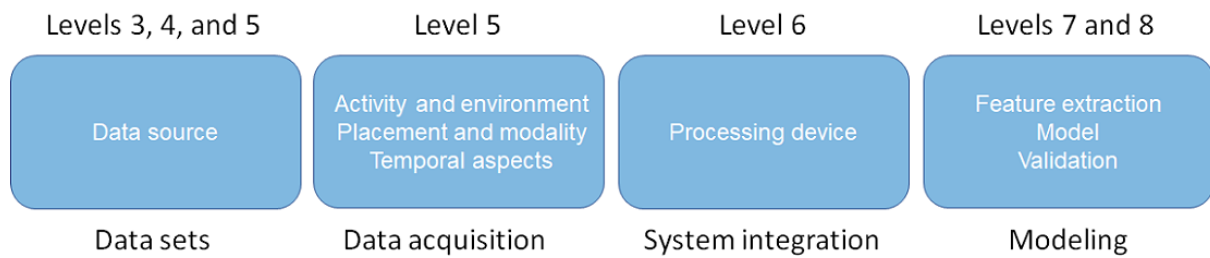 Levels 3, 4, and 5
Level 5
Level 6
Levels 7 and 8
Data source
Activity and environment
Placement and modality
Temporal aspects
Processing device
Feature extraction
Model
Validation
Data sets
Data acquisition
System integration
Modeling